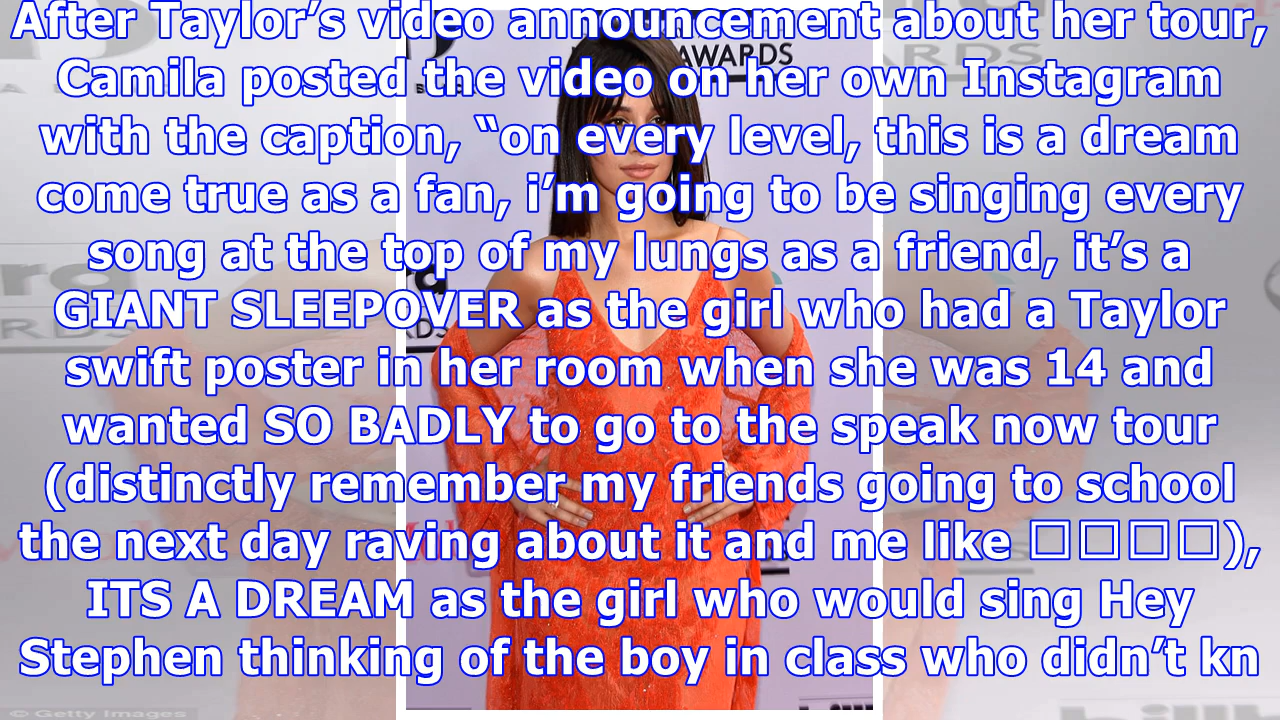 After Taylor’s video announcement about her tour,
Camila posted the video on her own Instagram
with the caption, “on every level, this is a dream
come true as a fan, i’m going to be singing every
song at the top of my lungs as a friend, it’s a
GIANT SLEEPOVER as the girl who had a Taylor
swift poster in her room when she was 14 and
wanted SO BADLY to go to the speak now tour
(distinctly remember my friends going to school
the next day raving about it and me like □□□□),
ITS A DREAM as the girl who would sing Hey
Stephen thinking of the boy in class who didn’t kn
AWARDS
© Getty Images